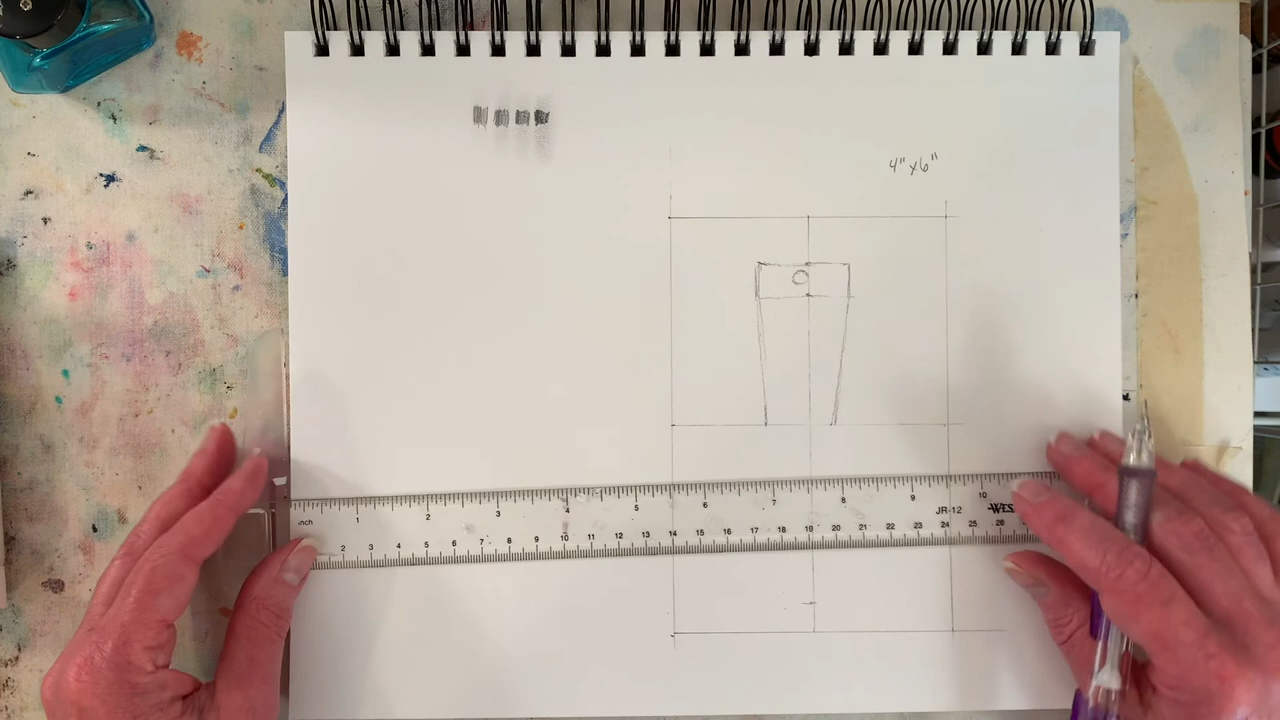 4" x 6"
inch 1 2 3 4 5 6 7 8 9 10
JR-12 WES
2 3 4 5 6 7 8 9 10 11 12 13 14 15 16 17 18 19 20 21 22 23 24 25 26